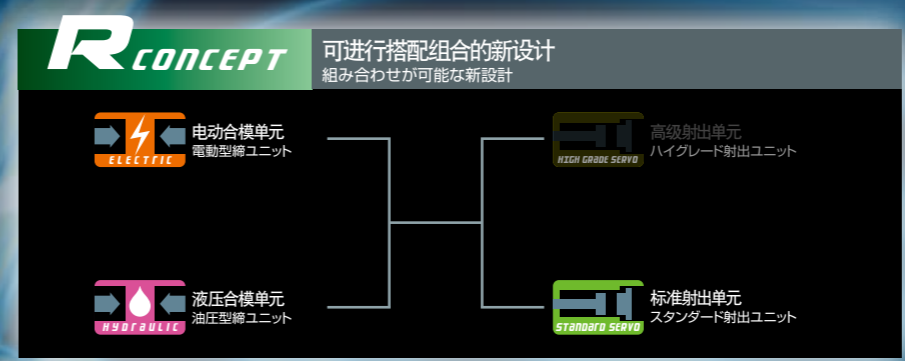 R CONCEPT
可进行搭配组合的新设计
組み合わせが可能な新設計
ELECTRIC
电动合模单元
電動型締ユニット
HIGH GRADE SERVO
高级射出单元
ハイグレード射出ユニット
HYDRAULIC
液压合模单元
油圧型締ユニット
STANDARD SERVO
标准射出单元
スタンダード射出ユニット